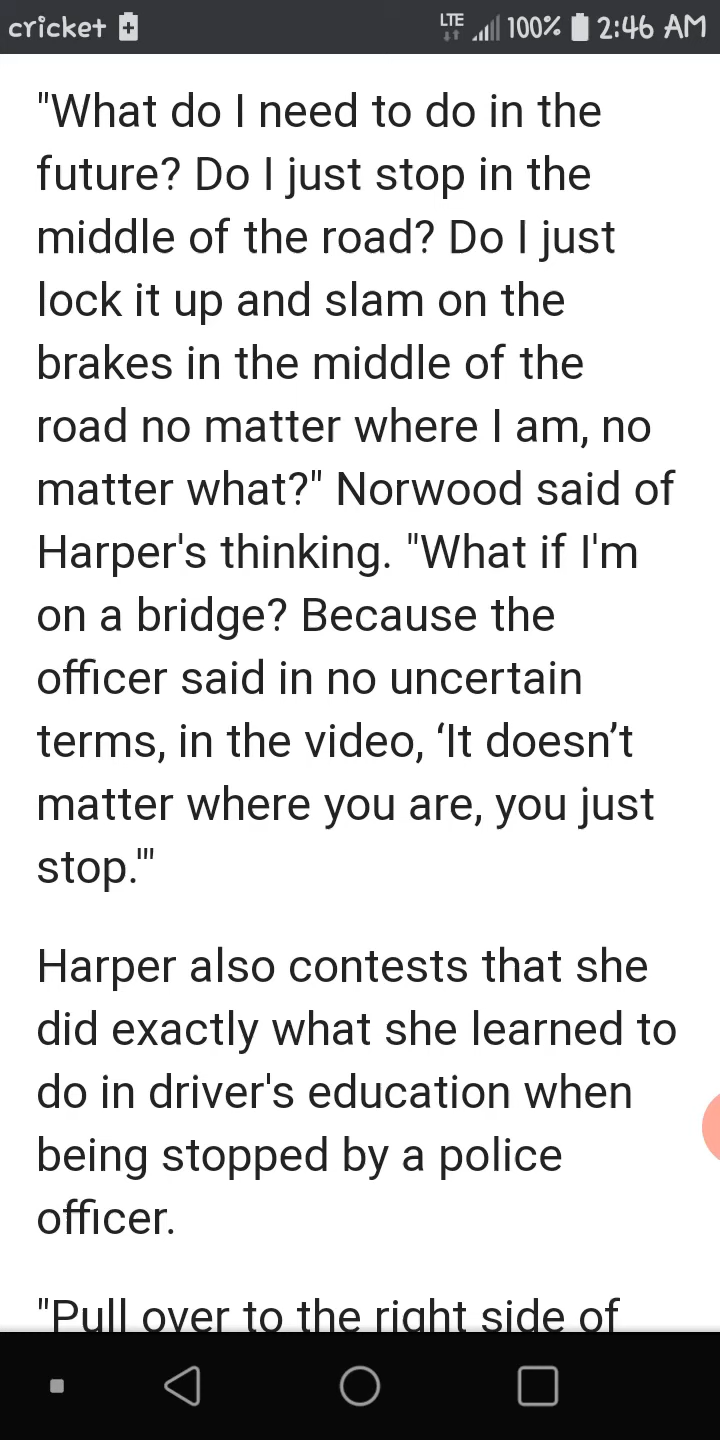 cricket LTE 100% 2:46 AM
"What do I need to do in the
future? Do I just stop in the
middle of the road? Do I just
lock it up and slam on the
brakes in the middle of the
road no matter where I am, no
matter what?" Norwood said of
Harper's thinking. "What if I'm
on a bridge? Because the
officer said in no uncertain
terms, in the video, ‘It doesn’t
matter where you are, you just
stop.'"
Harper also contests that she
did exactly what she learned to
do in driver's education when
being stopped by a police
officer.
"Pull over to the right side of